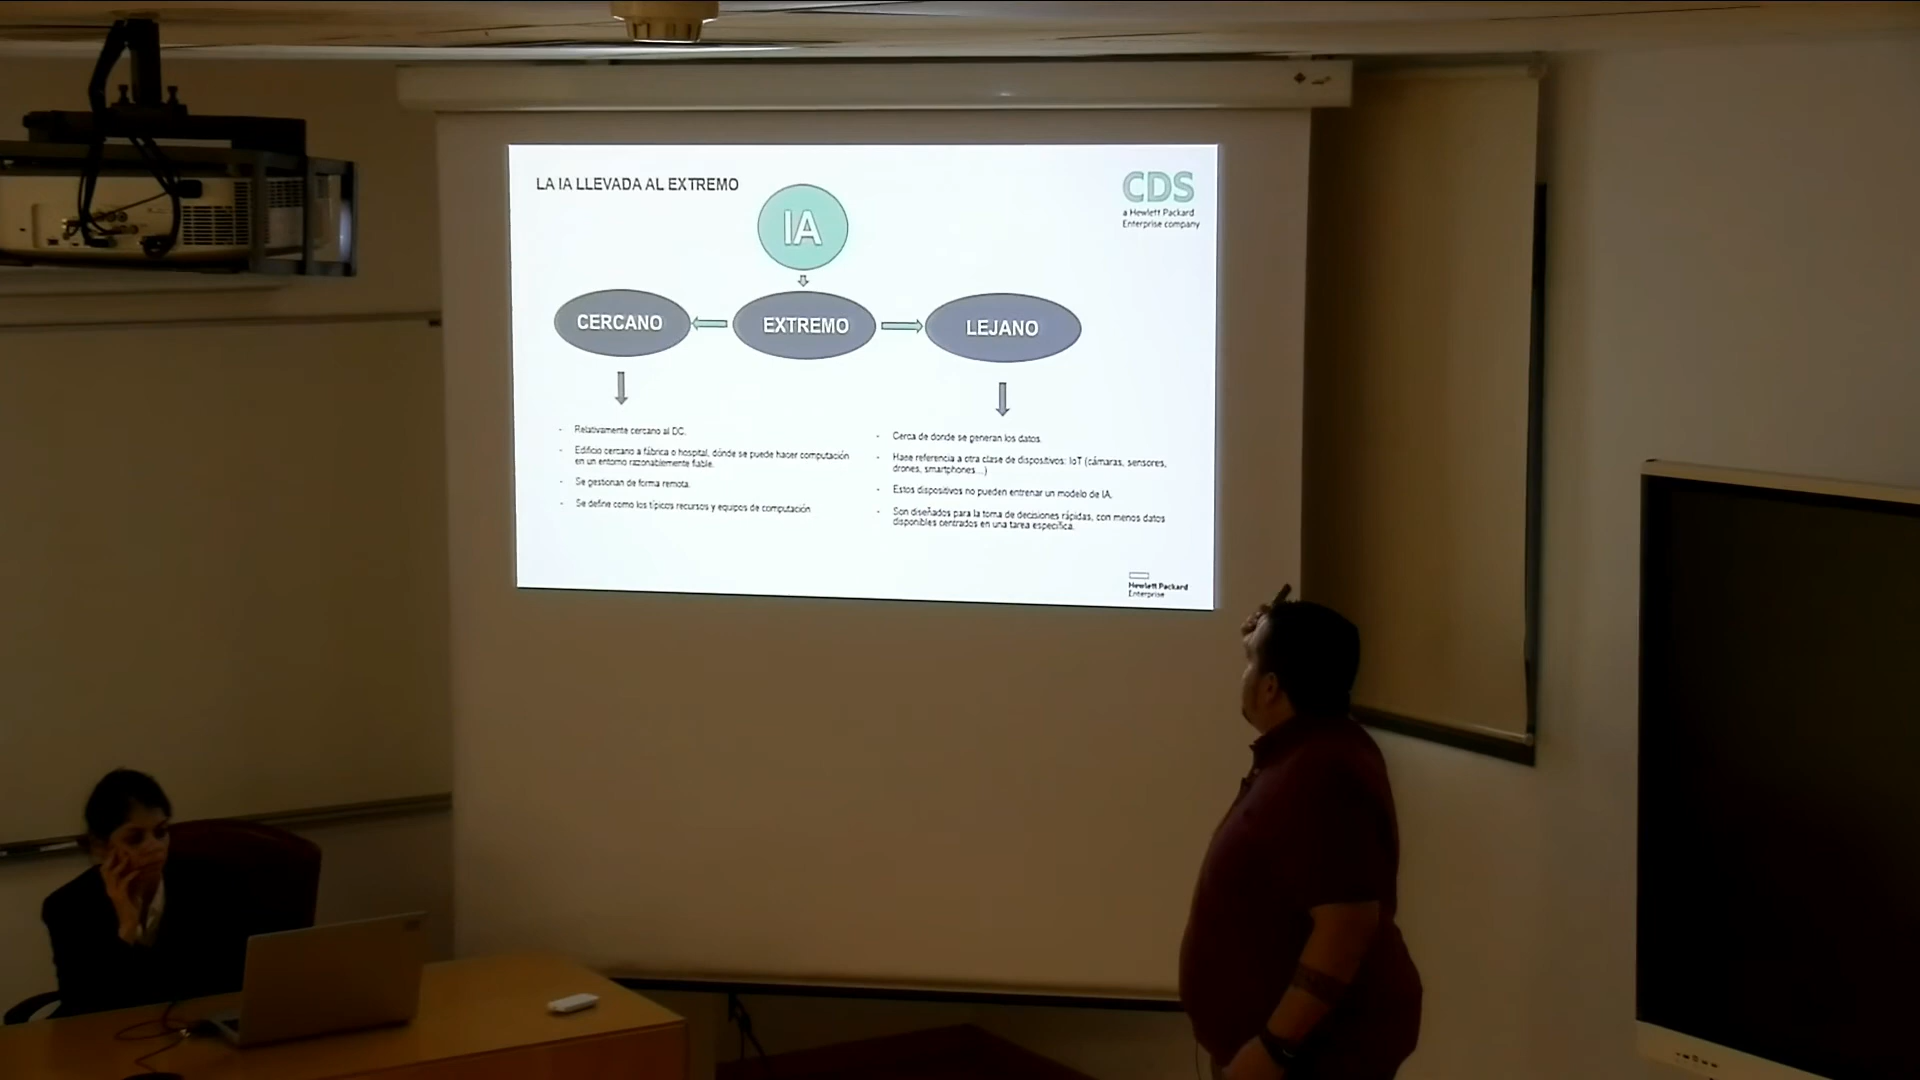 LA IA LLEVADA AL EXTREMO
IA
CDS
a Hewlett Packard
Enterprise company
CERCANO
EXTREMO
LEJANO
- Relativamente cercano al DC.
- Edificio cercano a fábrica o hospital, dónde se puede hacer computación
en un entorno razonablemente fiable.
- Se gestionan de forma remota.
- Se define como los típicos recursos y equipos de computación
- Cerca de donde se generan los datos.
- Hace referencia a otra clase de dispositivos: IoT (cámaras, sensores,
drones, smartphones...)
- Estos dispositivos no pueden entrenar un modelo de IA.
- Son diseñados para la toma de decisiones rápidas, con menos datos
disponibles centrados en una tarea específica.
Hewlett Packard
Enterprise